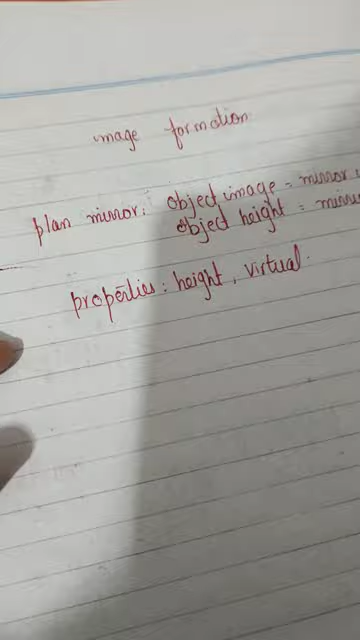 image formation
plan mirror: object image = mirror
object height = mirror
properties: height, virtual.